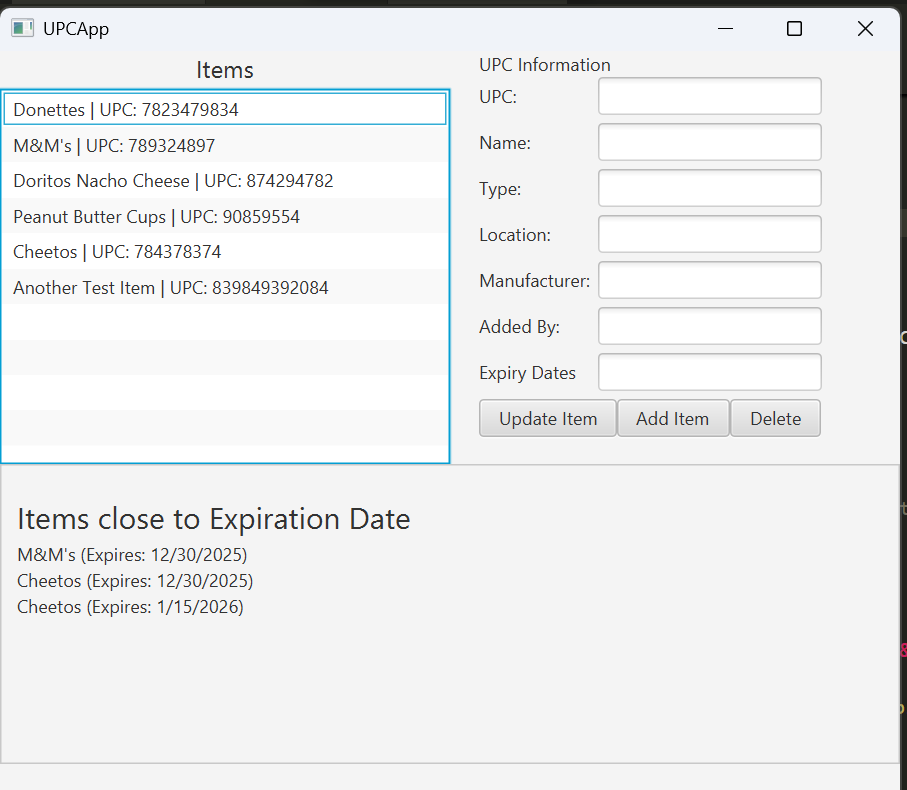 UPCApp
Items
Donettes | UPC: 7823479834
M&M's | UPC: 789324897
Doritos Nacho Cheese | UPC: 874294782
Peanut Butter Cups | UPC: 90859554
Cheetos | UPC: 784378374
Another Test Item | UPC: 839849392084
UPC Information
UPC:
Name:
Type:
Location:
Manufacturer:
Added By:
Expiry Dates
Update Item Add Item Delete
Items close to Expiration Date
M&M's (Expires: 12/30/2025)
Cheetos (Expires: 12/30/2025)
Cheetos (Expires: 1/15/2026)